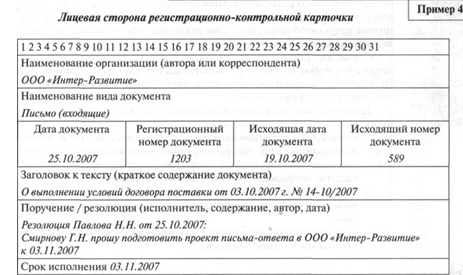 Пример 4
Лицевая сторона регистрационно-контрольной карточки
1 2 3 4 5 6 7 8 9 10 11 12 13 14 15 16 17 18 19 20 21 22 23 24 25 26 27 28 29 30 31
Наименование организации (автора или корреспондента)
ООО «Интер-Развитие»
Наименование вида документа
Письмо (входящие)
Дата документа
25.10.2007
Регистрационный
номер документа
1203
Исходящая дата
документа
19.10.2007
Исходящий номер
документа
589
Заголовок к тексту (краткое содержание документа)
О выполнении условий договора поставки от 03.10.2007 г. № 14-10/2007
Поручение / резолюция (исполнитель, содержание, автор, дата)
Резолюция Павлова Н.Н. от 25.10.2007:
Смирнову Г.Н. прошу подготовить проект письма-ответа в ООО «Интер-Развитие»
к 03.11.2007
Срок исполнения 03.11.2007